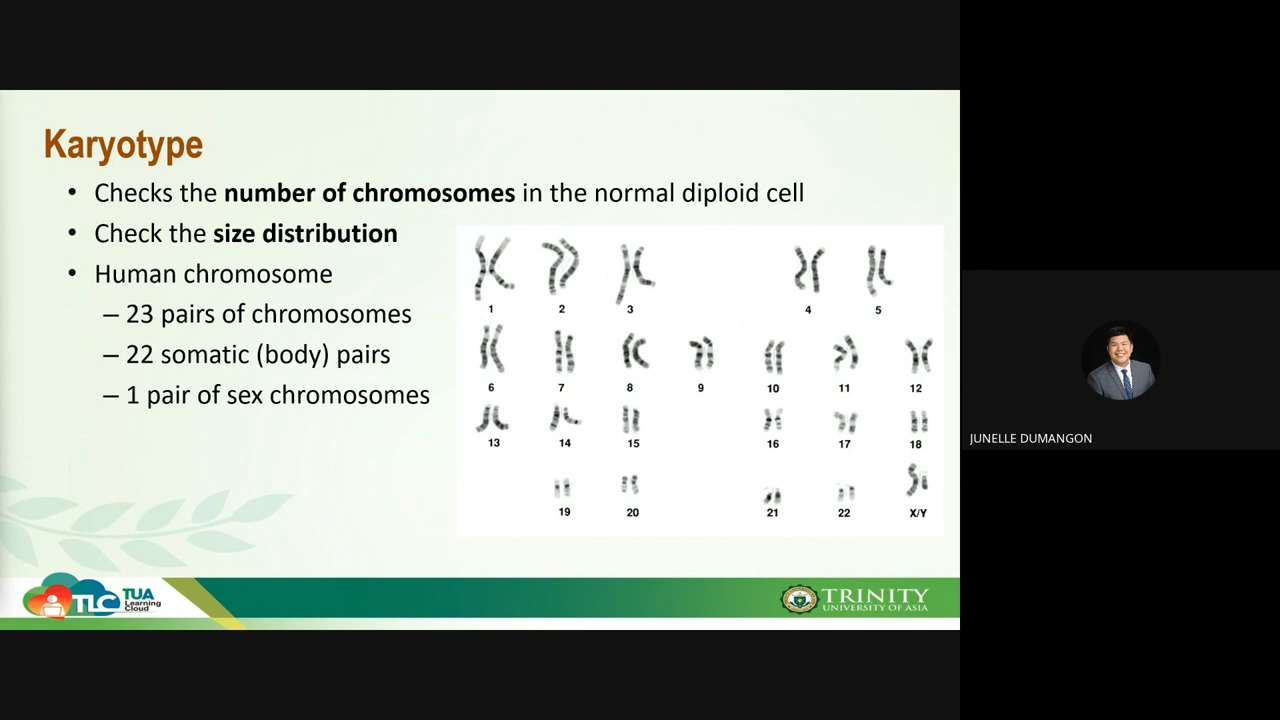 Karyotype
• Checks the number of chromosomes in the normal diploid cell
• Check the size distribution
• Human chromosome
– 23 pairs of chromosomes
– 22 somatic (body) pairs
– 1 pair of sex chromosomes
1 2 3 4 5
6 7 8 9 10 11 12
13 14 15 16 17 18
19 20 21 22 X/Y
JUNELLE DUMANGON
TLC TUA
Learning
Cloud
TRINITY
UNIVERSITY OF ASIA